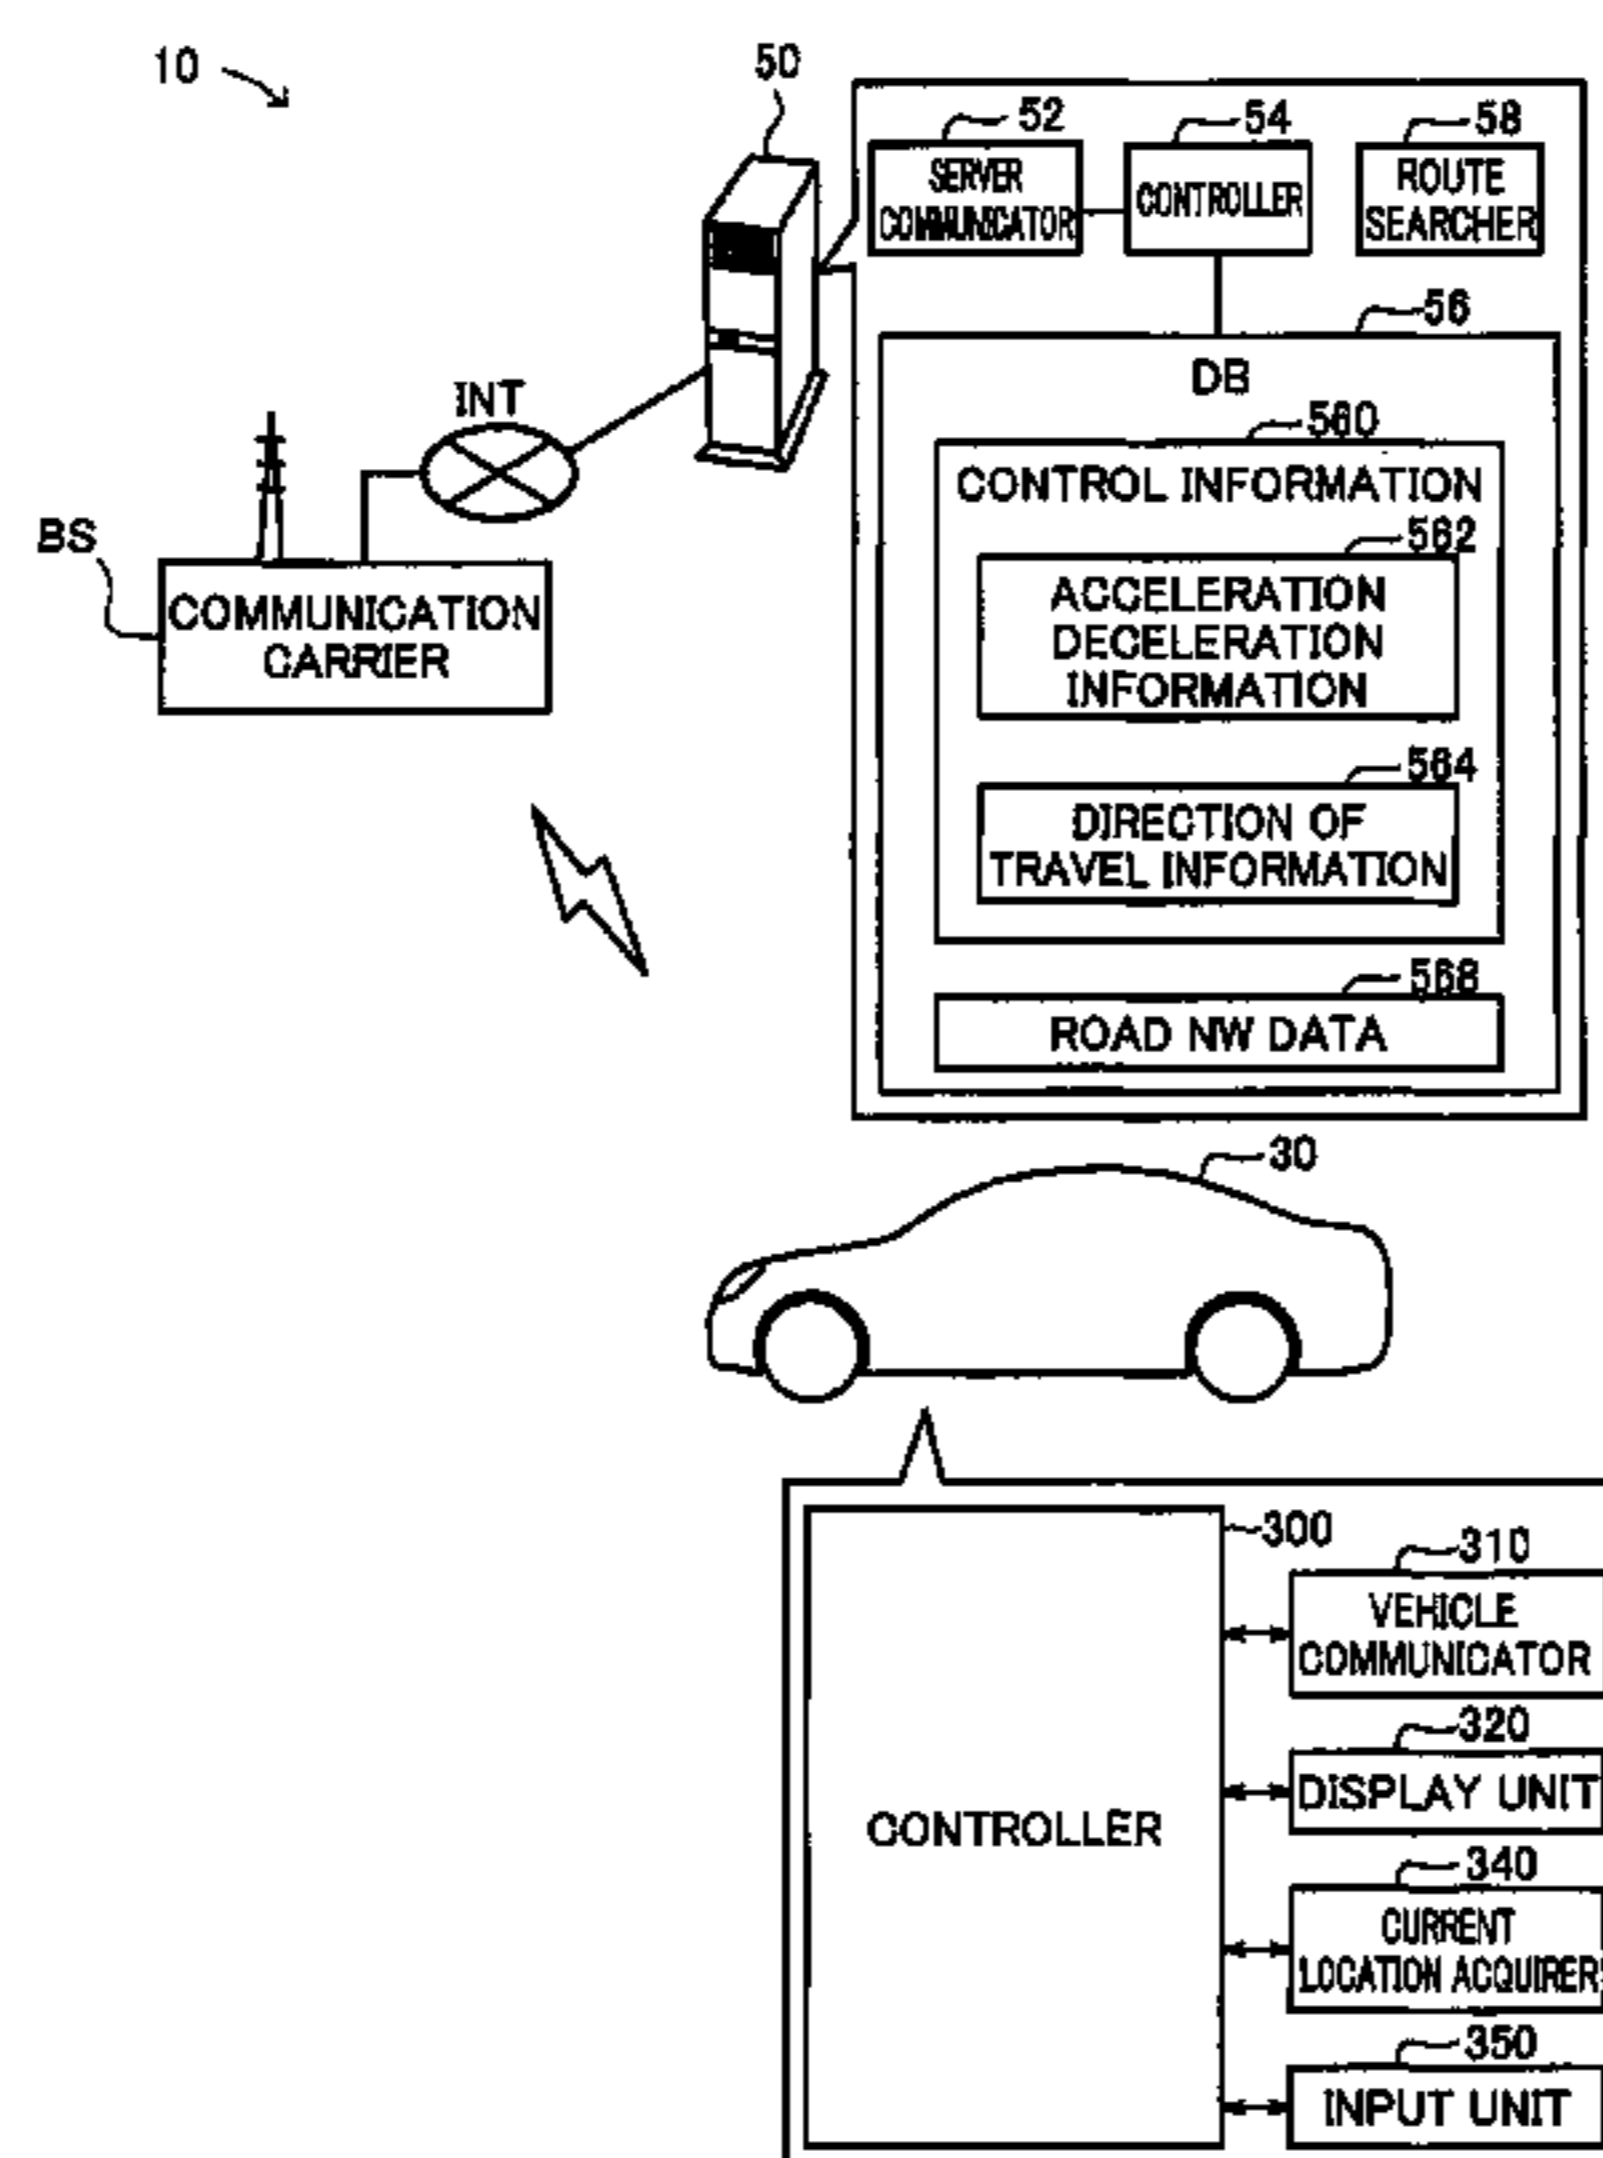 10
50
52
54
58
SERVER
COMMUNICATOR
CONTROLLER
ROUTE
SEARCHER
56
DB
INT
560
CONTROL INFORMATION
BS
562
COMMUNICATION
CARRIER
ACCELERATION
DECELERATION
INFORMATION
564
DIRECTION OF
TRAVEL INFORMATION
568
ROAD NW DATA
30
300
310
VEHICLE
COMMUNICATOR
320
DISPLAY UNIT
CONTROLLER
340
CURRENT
LOCATION ACQUIRER
350
INPUT UNIT